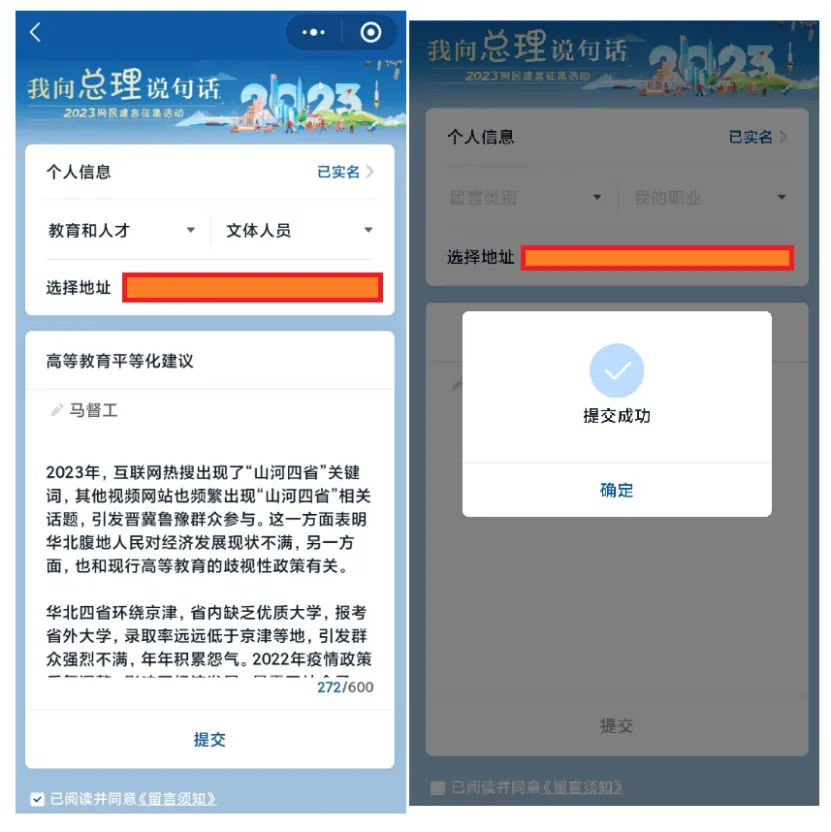 我向总理说句话
2023
2023网民建言征集活动
个人信息
已实名
教育和人才
文体人员
选择地址
高等教育平等化建议
马督工
2023年，互联网热搜出现了“山河四省”关键
词，其他视频网站也频繁出现“山河四省”相关
话题，引发晋冀鲁豫群众参与。这一方面表明
华北腹地人民对经济发展现状不满，另一方
面，也和现行高等教育的歧视性政策有关。
华北四省环绕京津，省内缺乏优质大学，报考
省外大学，录取率远远低于京津等地，引发群
众强烈不满，年年积累怨气。2022年疫情政策
272/600
提交
已阅读并同意《留言须知》
我向总理说句话
2023
2023网民建言征集活动
个人信息
已实名
留言类别
我的职业
选择地址
提交成功
确定
提交
已阅读并同意《留言须知》